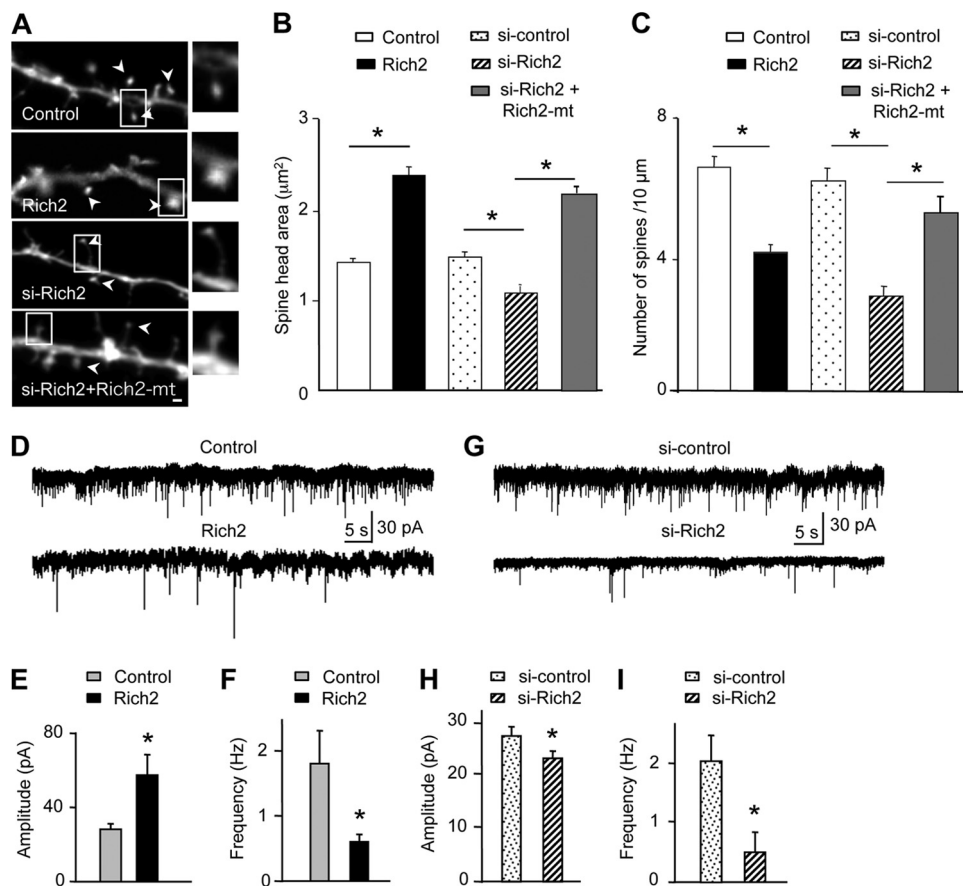 A
Control
Rich2
si-Rich2
si-Rich2+Rich2-mt
B
Control
si-control
Rich2
si-Rich2
si-Rich2 +
Rich2-mt
Spine head area (μm²)
3
2
1
0
*
*
*
C
Control
si-control
Rich2
si-Rich2
si-Rich2 +
Rich2-mt
Number of spines /10 μm
8
4
0
*
*
*
D
Control
Rich2
5 s
30 pA
G
si-control
si-Rich2
5 s
30 pA
E
Control
Rich2
Amplitude (pA)
80
40
0
*
F
Control
Rich2
Frequency (Hz)
2
1
0
*
H
si-control
si-Rich2
Amplitude (pA)
30
20
10
0
*
I
si-control
si-Rich2
Frequency (Hz)
2
1
0
*